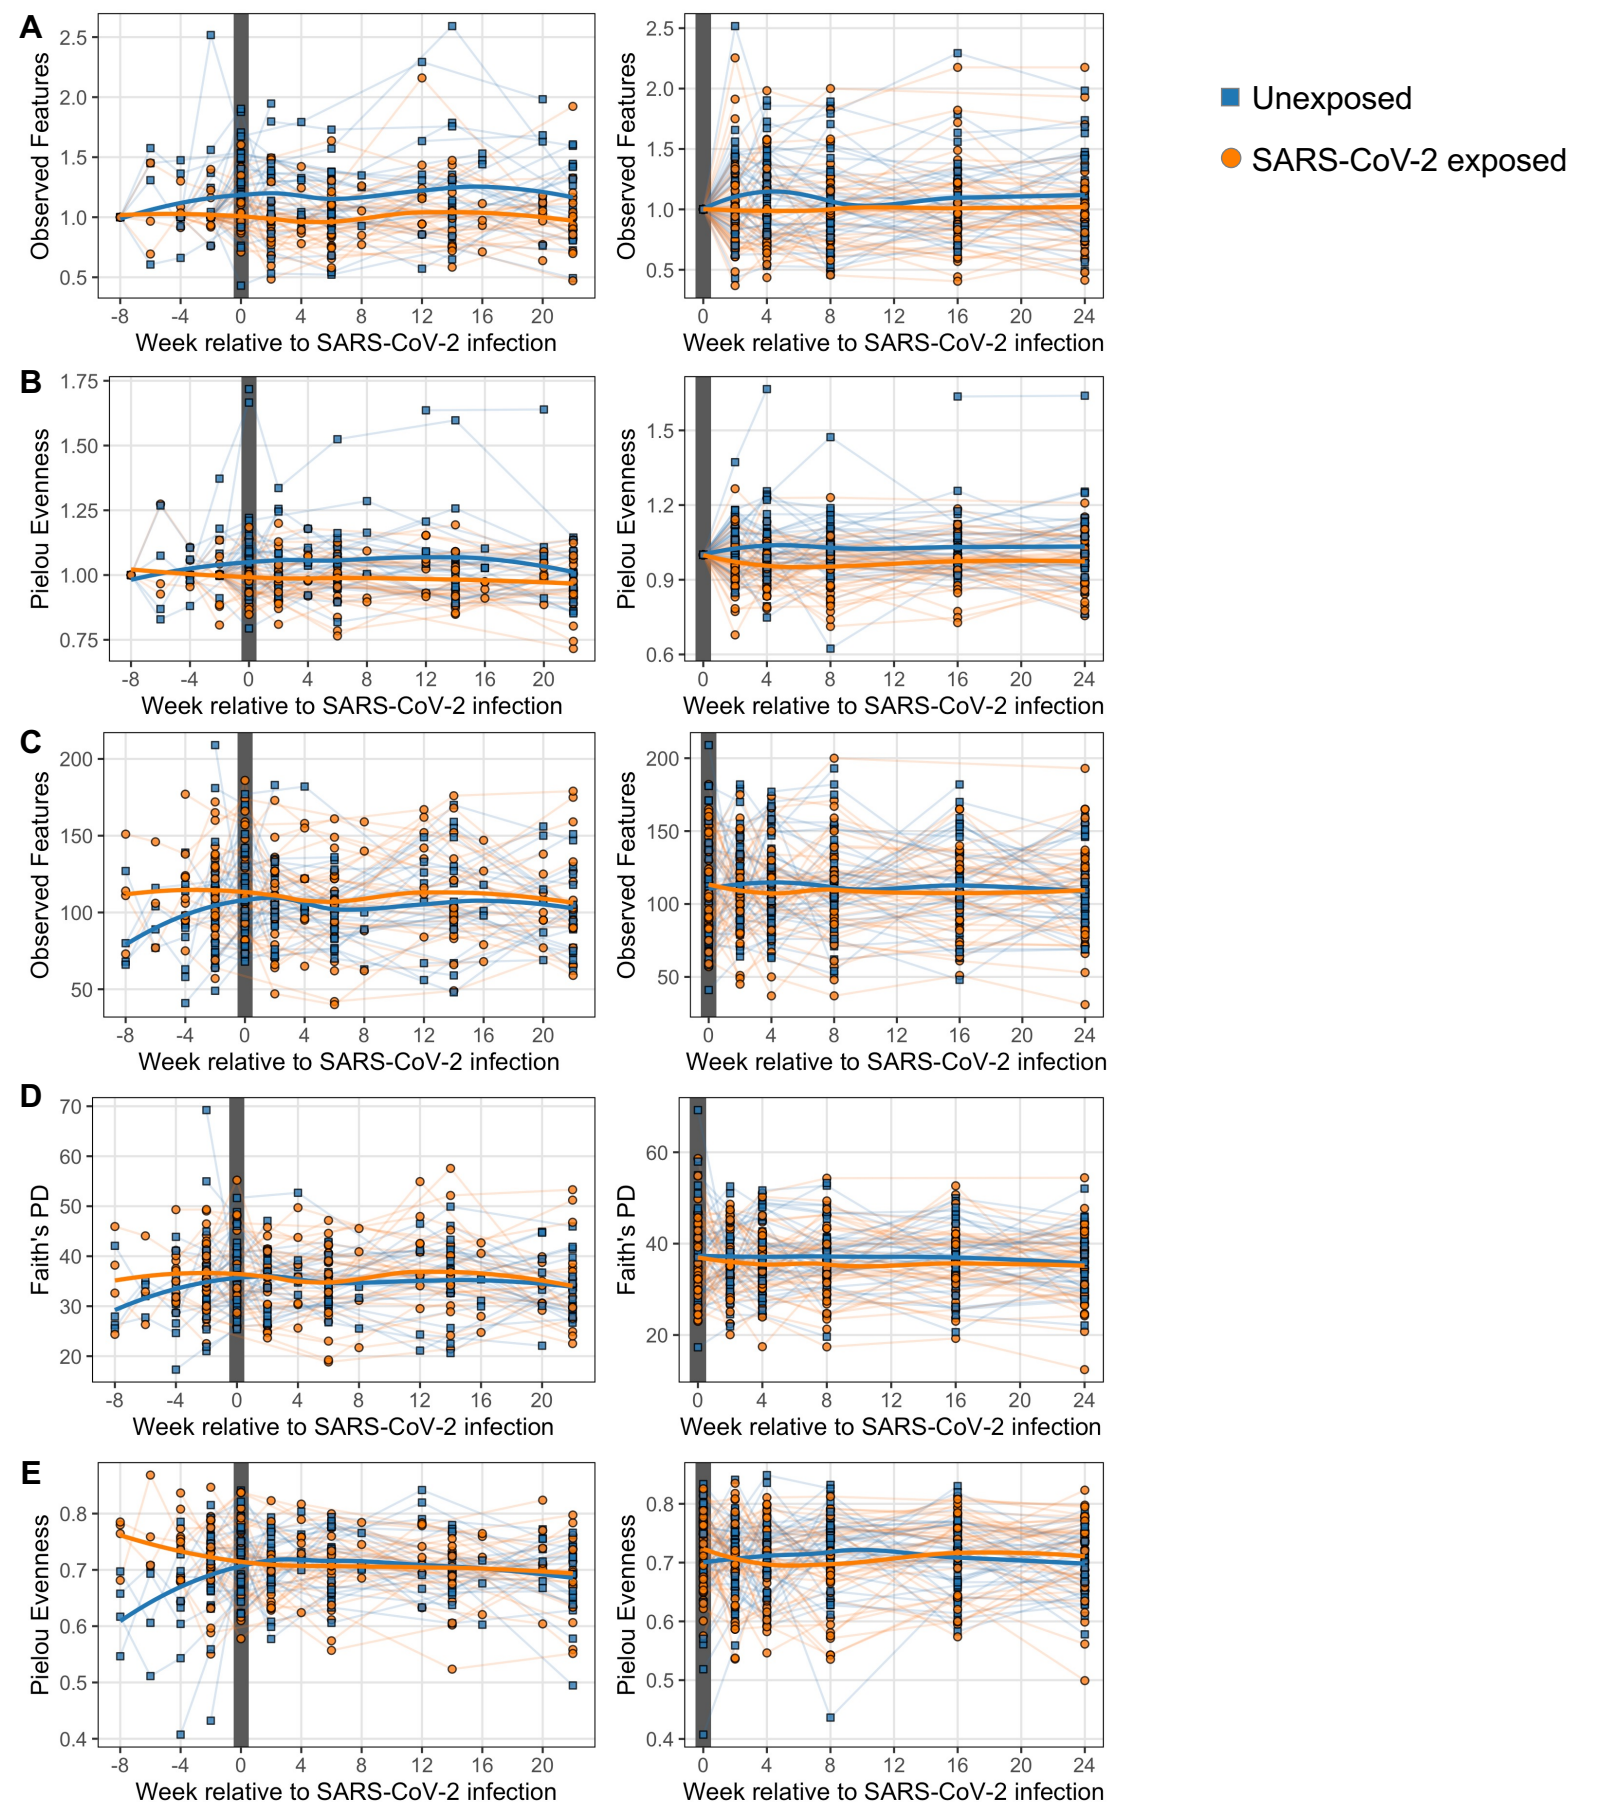 A
Observed Features
2.5
2.0
1.5
1.0
0.5
-8 -4 0 4 8 12 16 20
Week relative to SARS-CoV-2 infection
Observed Features
2.5
2.0
1.5
1.0
0.5
0 4 8 12 16 20 24
Week relative to SARS-CoV-2 infection
Unexposed
SARS-CoV-2 exposed
B
Pielou Evenness
1.75
1.50
1.25
1.00
0.75
-8 -4 0 4 8 12 16 20
Week relative to SARS-CoV-2 infection
Pielou Evenness
1.5
1.2
0.9
0.6
0 4 8 12 16 20 24
Week relative to SARS-CoV-2 infection
C
Observed Features
200
150
100
50
-8 -4 0 4 8 12 16 20
Week relative to SARS-CoV-2 infection
Observed Features
200
150
100
50
0 4 8 12 16 20 24
Week relative to SARS-CoV-2 infection
D
Faith's PD
70
60
50
40
30
20
-8 -4 0 4 8 12 16 20
Week relative to SARS-CoV-2 infection
Faith's PD
60
40
20
0 4 8 12 16 20 24
Week relative to SARS-CoV-2 infection
E
Pielou Evenness
0.8
0.7
0.6
0.5
0.4
-8 -4 0 4 8 12 16 20
Week relative to SARS-CoV-2 infection
Pielou Evenness
0.8
0.7
0.6
0.5
0.4
0 4 8 12 16 20 24
Week relative to SARS-CoV-2 infection